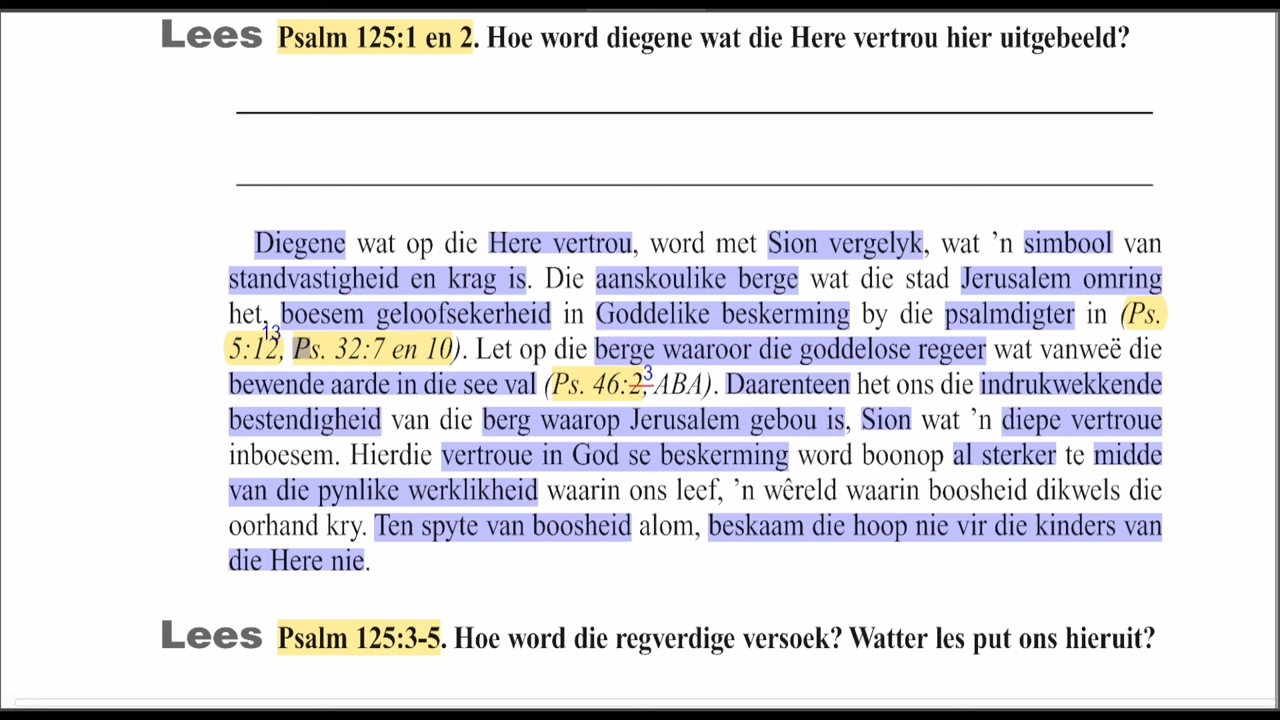 Lees Psalm 125:1 en 2. Hoe word diegene wat die Here vertrou hier uitgebeeld?
Diegene wat op die Here vertrou, word met Sion vergelyk, wat ’n simbool van
standvastigheid en krag is. Die aanskoulike berge wat die stad Jerusalem omring
het, boesem geloofsekerheid in Goddelike beskerming by die psalmdigter in (Ps.
13
5:12, Ps. 32:7 en 10). Let op die berge waaroor die goddelose regeer wat vanweë die
3
bewende aarde in die see val (Ps. 46:2,ABA). Daarenteen het ons die indrukwekkende
bestendigheid van die berg waarop Jerusalem gebou is, Sion wat ’n diepe vertroue
inboesem. Hierdie vertroue in God se beskerming word boonop al sterker te midde
van die pynlike werklikheid waarin ons leef, ’n wêreld waarin boosheid dikwels die
oorhand kry. Ten spyte van boosheid alom, beskaam die hoop nie vir die kinders van
die Here nie.
Lees Psalm 125:3-5. Hoe word die regverdige versoek? Watter les put ons hieruit?